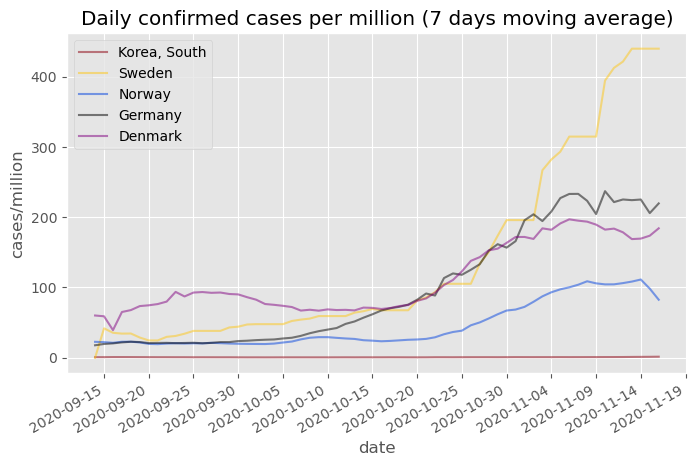 Daily confirmed cases per million (7 days moving average)
Korea, South
Sweden
Norway
Germany
Denmark
400
300
200
100
0
cases/million
2020-09-15
2020-09-20
2020-09-25
2020-09-30
2020-10-05
2020-10-10
2020-10-15
2020-10-20
2020-10-25
2020-10-30
2020-11-04
2020-11-09
2020-11-14
2020-11-19
date